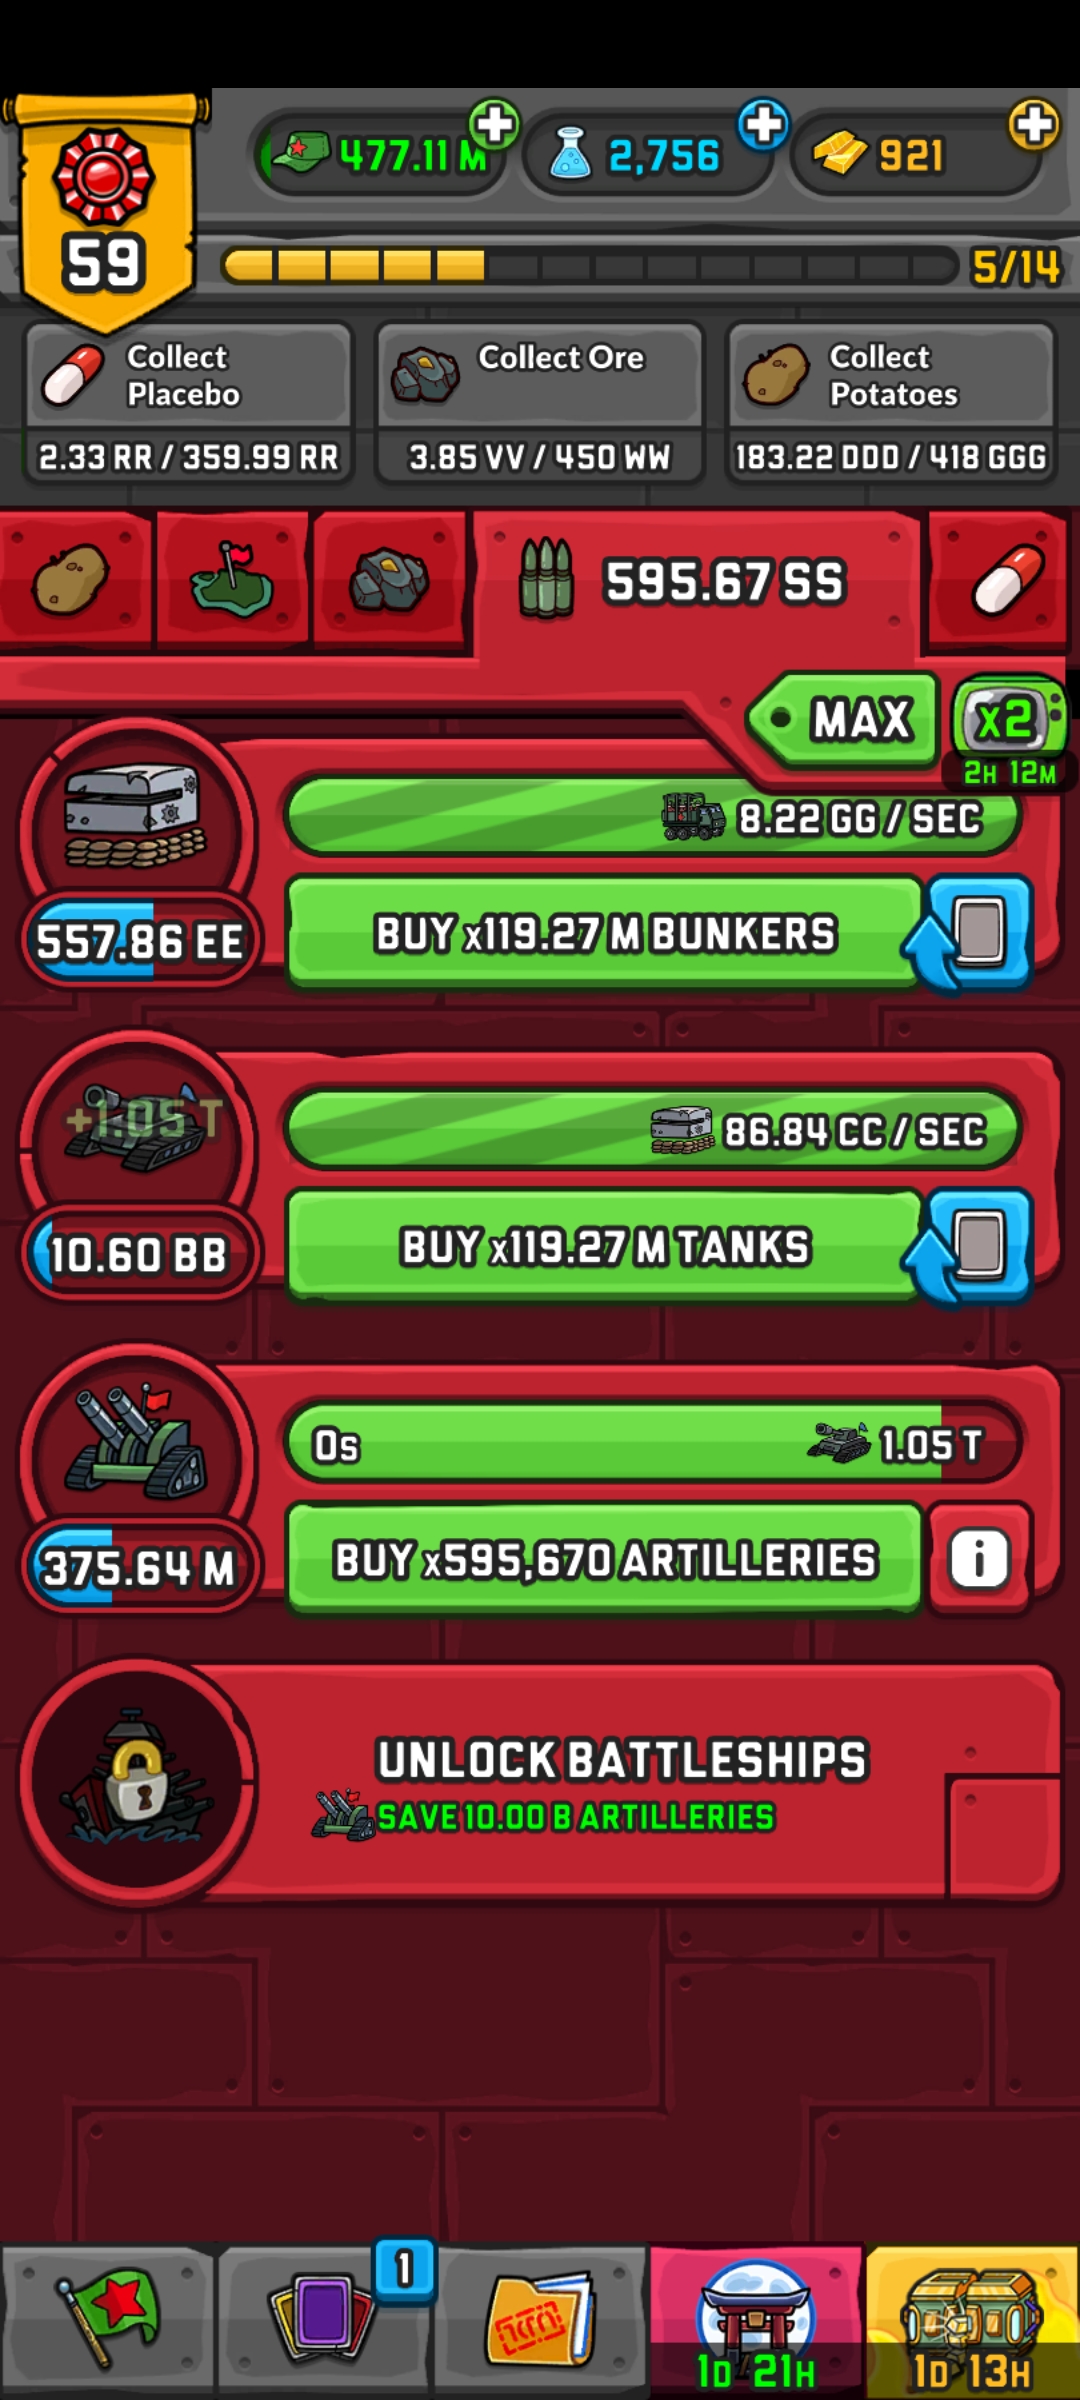 477.11 M
2,756
921
59
5/14
Collect
Placebo
2.33 RR / 359.99 RR
Collect Ore
3.85 VV / 450 WW
Collect
Potatoes
183.22 DDD / 418 GGG
595.67 SS
MAX
x2
2H 12M
8.22 GG / SEC
557.86 EE
BUY x119.27 M BUNKERS
+1.05 T
86.84 CC / SEC
10.60 BB
BUY x119.27 M TANKS
0s
1.05 T
375.64 M
BUY x595,670 ARTILLERIES
i
UNLOCK BATTLESHIPS
SAVE 10.00 B ARTILLERIES
1
1D 21H
1D 13H